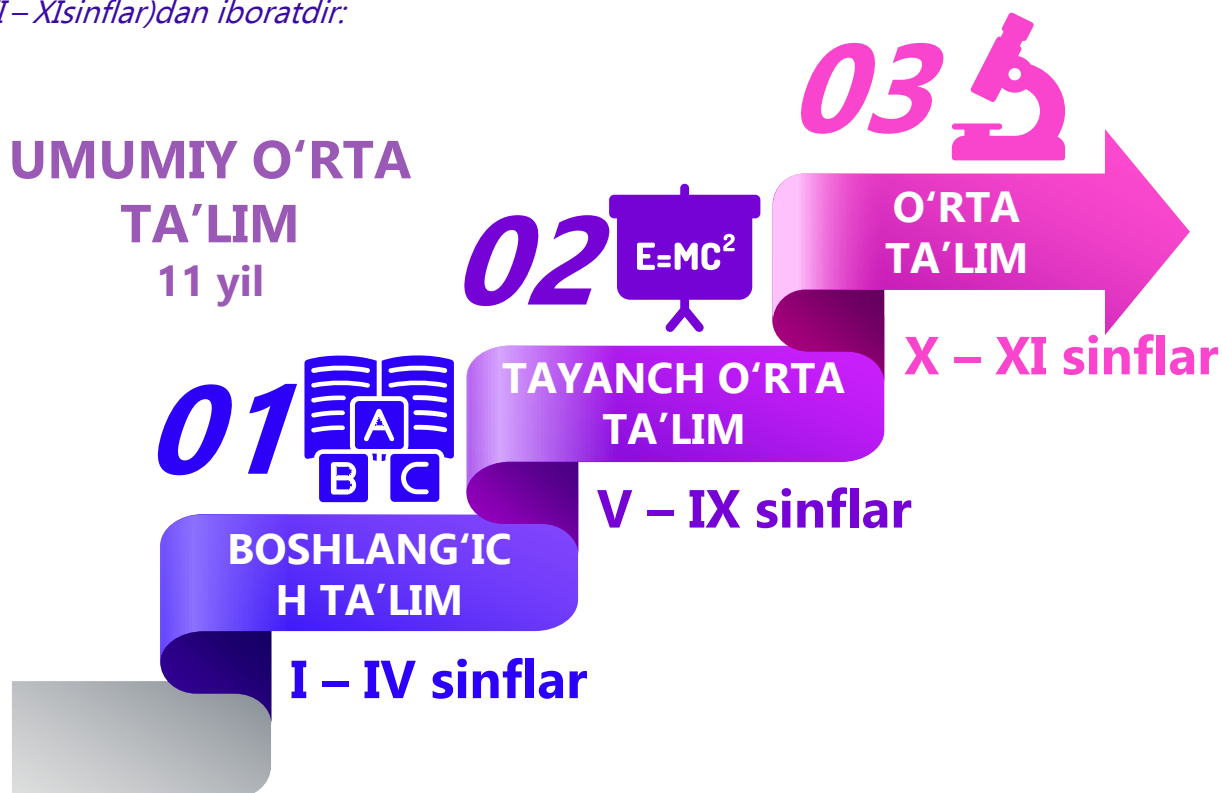 I – XIsinflar)dan iboratdir:
03
UMUMIY O‘RTA
TA’LIM
11 yil
O‘RTA
TA’LIM
02
E=MC²
X – XI sinflar
TAYANCH O‘RTA
TA’LIM
01
A
B C
V – IX sinflar
BOSHLANG‘IC
H TA’LIM
I – IV sinflar